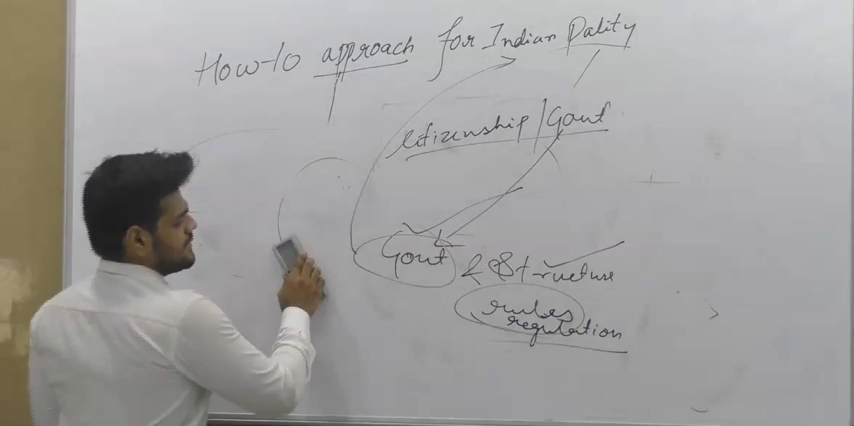 How-to approach for Indian Polity
Citizenship/Govt
Govt & Structure
rules
regulation